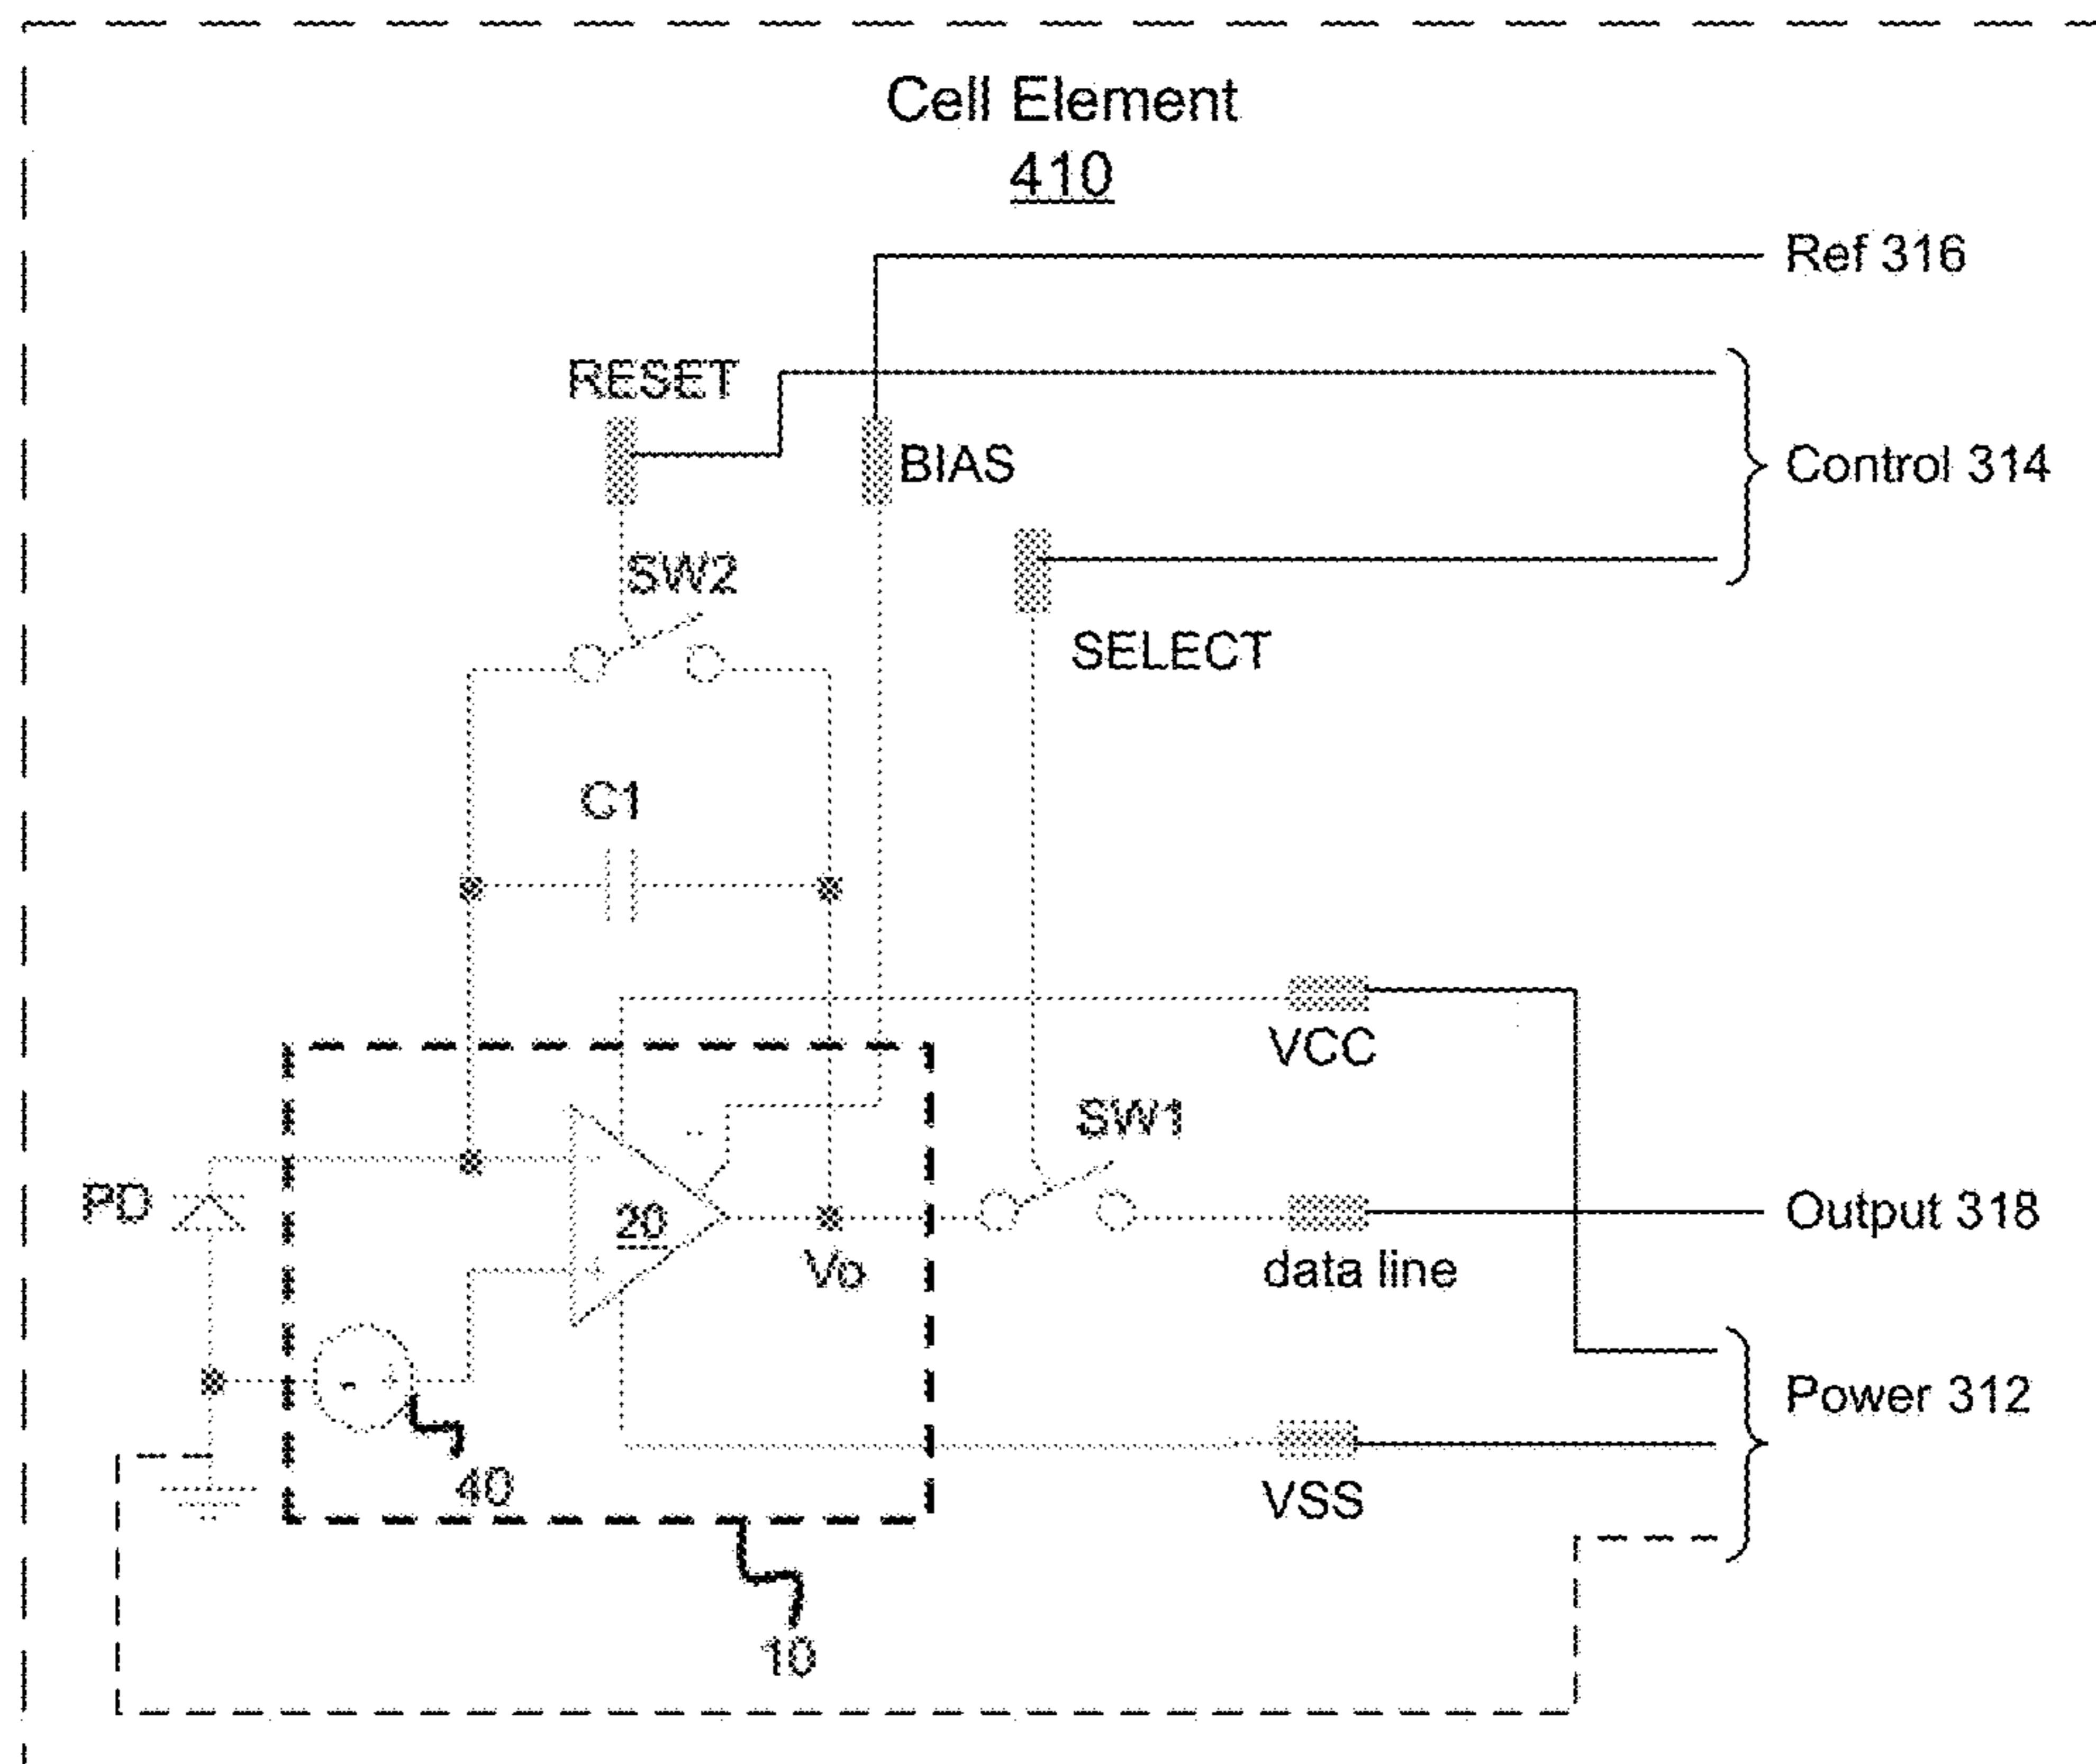 Cell Element
410
Ref 316
RESET
BIAS
Control 314
SW2
SELECT
C1
VCC
SW1
PD
20
Vo
Output 318
data line
Power 312
40
VSS
10